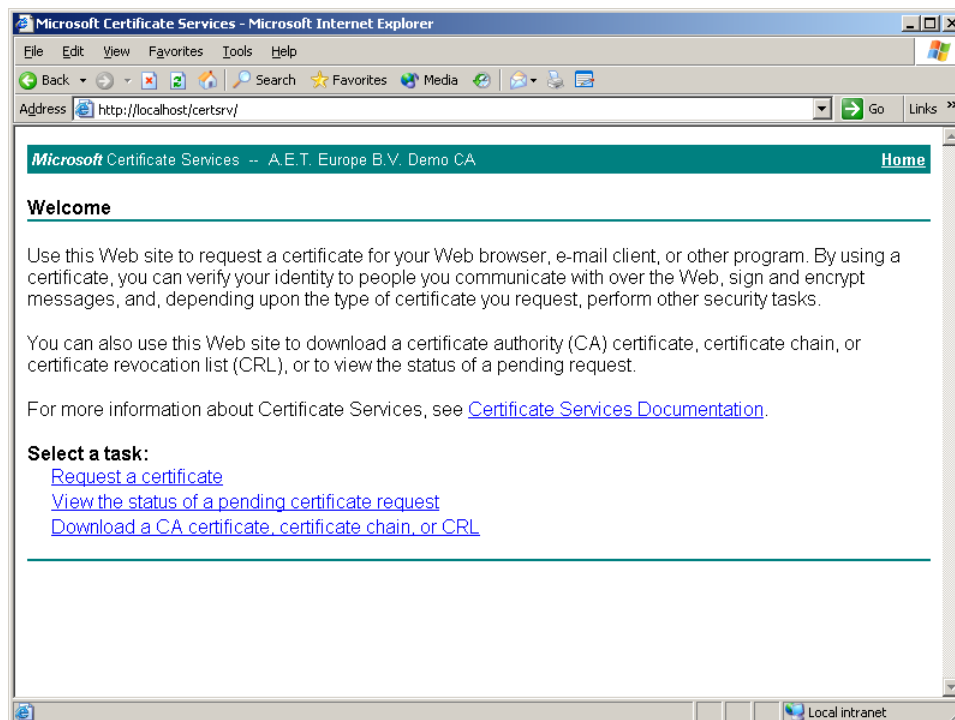 Microsoft Certificate Services - Microsoft Internet Explorer
File Edit View Favorites Tools Help
Back Search Favorites Media
Address http://localhost/certsrv/ Go Links »
Microsoft Certificate Services -- A.E.T. Europe B.V. Demo CA Home
Welcome
Use this Web site to request a certificate for your Web browser, e-mail client, or other program. By using a
certificate, you can verify your identity to people you communicate with over the Web, sign and encrypt
messages, and, depending upon the type of certificate you request, perform other security tasks.
You can also use this Web site to download a certificate authority (CA) certificate, certificate chain, or
certificate revocation list (CRL), or to view the status of a pending request.
For more information about Certificate Services, see Certificate Services Documentation.
Select a task:
Request a certificate
View the status of a pending certificate request
Download a CA certificate, certificate chain, or CRL
Local intranet